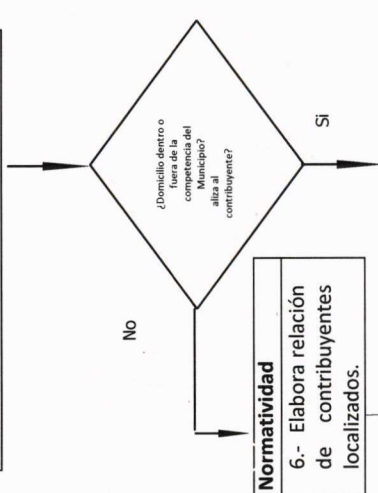 ¿Domicilio dentro o
fuera de la
competencia del
Municipio?
aliza al
contribuyente?
No
Si
Normatividad
6.- Elabora relación
de contribuyentes
localizados.